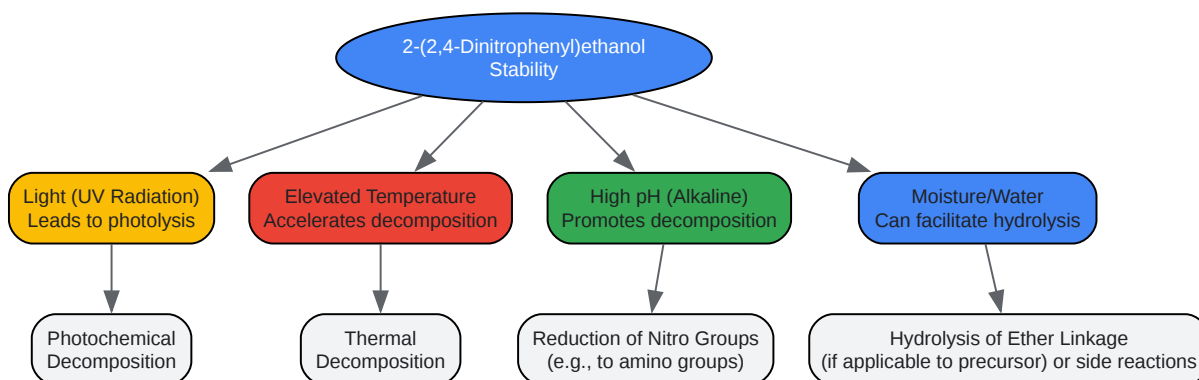 2-(2,4-Dinitrophenyl)ethanol
Stability
Light (UV Radiation)
Leads to photolysis
Elevated Temperature
Accelerates decomposition
High pH (Alkaline)
Promotes decomposition
Moisture/Water
Can facilitate hydrolysis
Photochemical
Decomposition
Thermal
Decomposition
Reduction of Nitro Groups
(e.g., to amino groups)
Hydrolysis of Ether Linkage
(if applicable to precursor) or side reactions